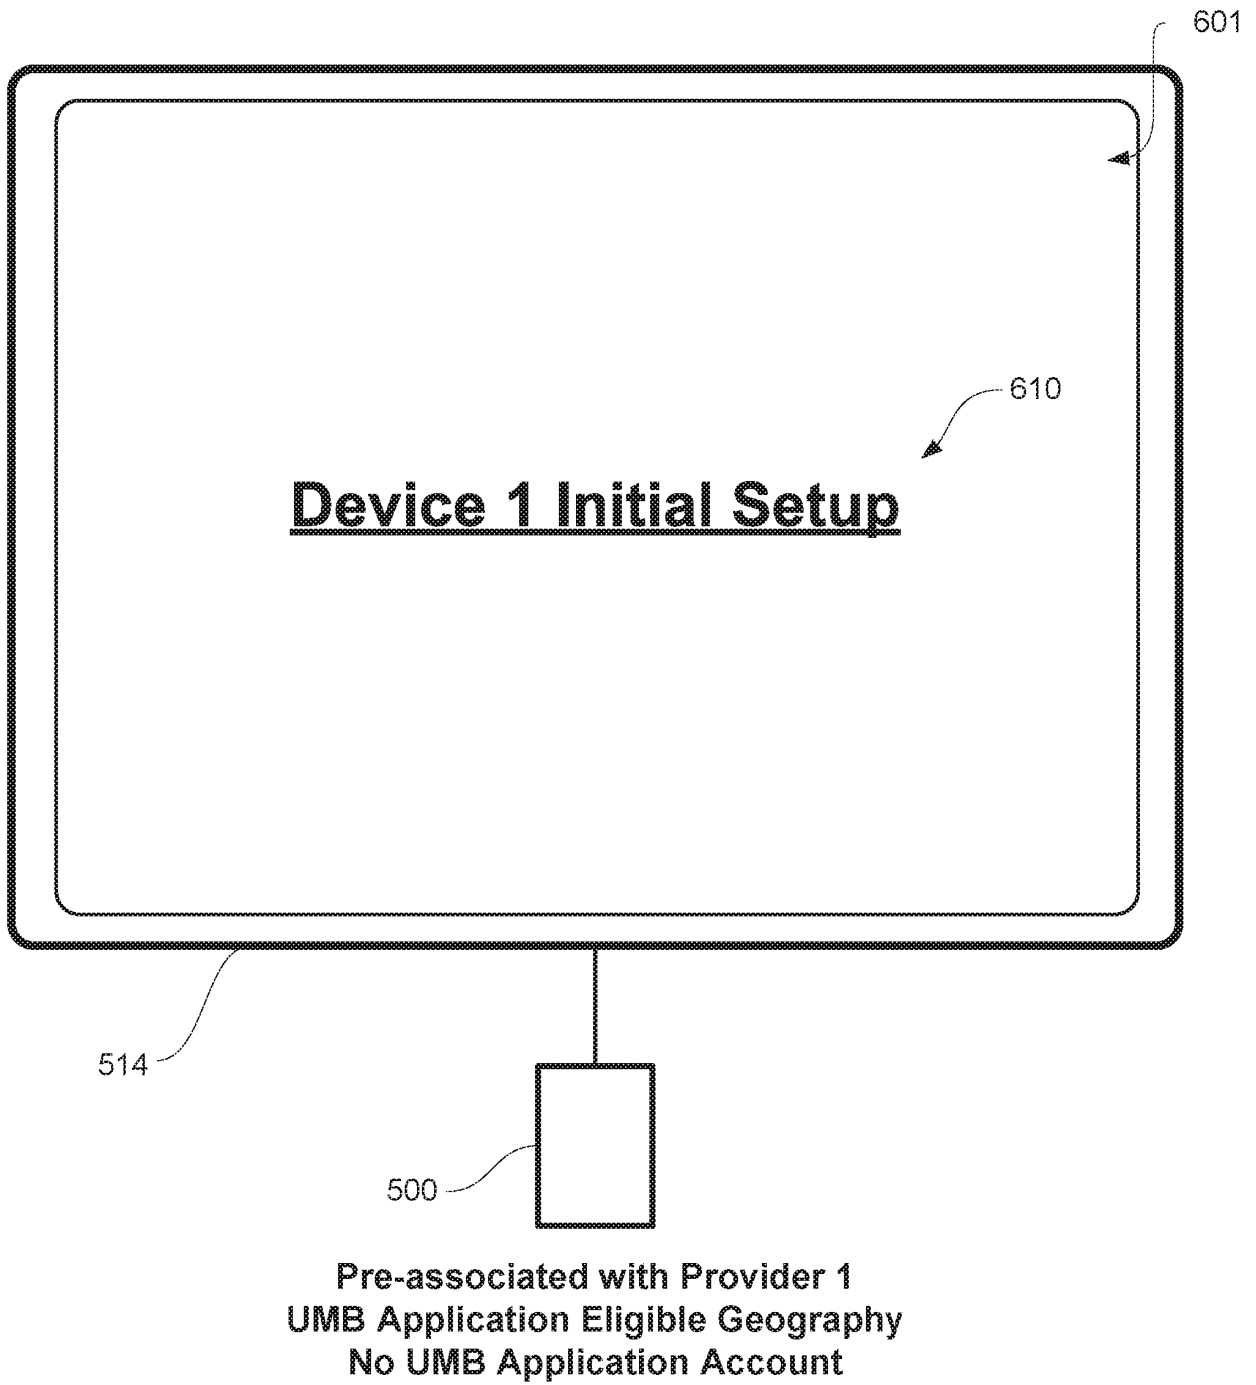 601
610
Device 1 Initial Setup
514
500
Pre-associated with Provider 1
UMB Application Eligible Geography
No UMB Application Account